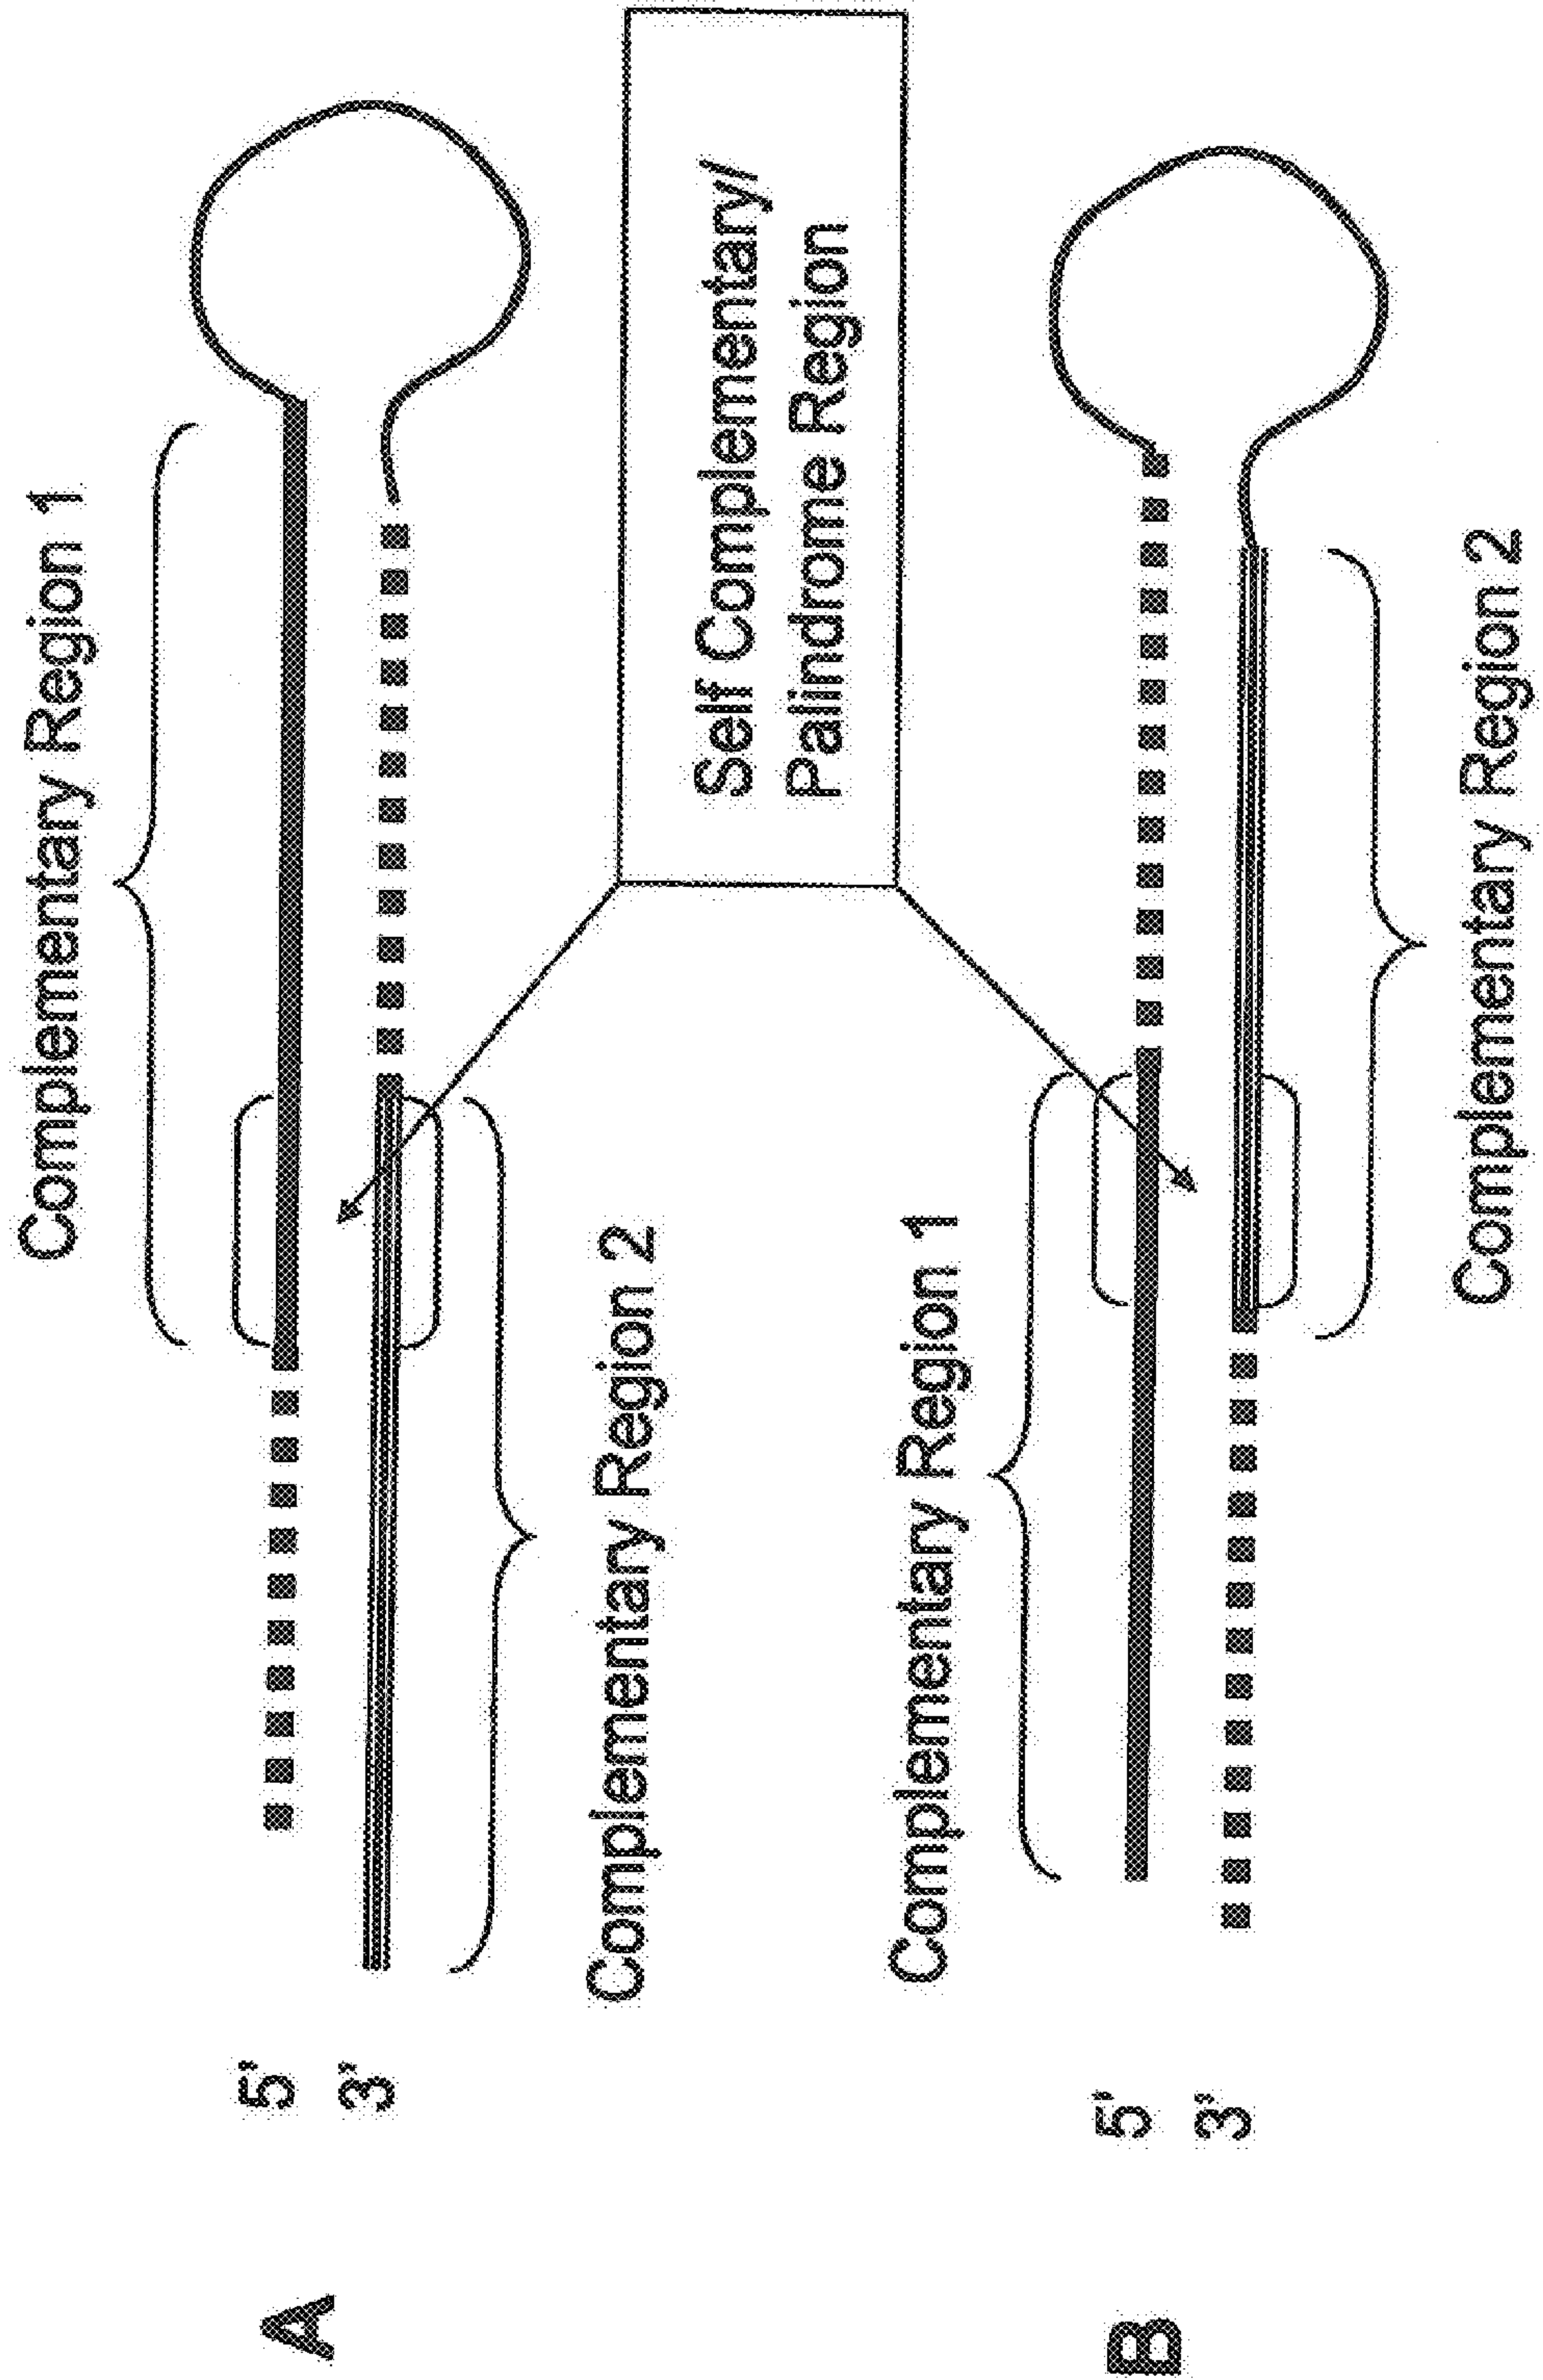 Complementary Region 1
A
5'
3'
Complementary Region 2
Self Complementary/
Palindrome Region
Complementary Region 1
B
5'
3'
Complementary Region 2